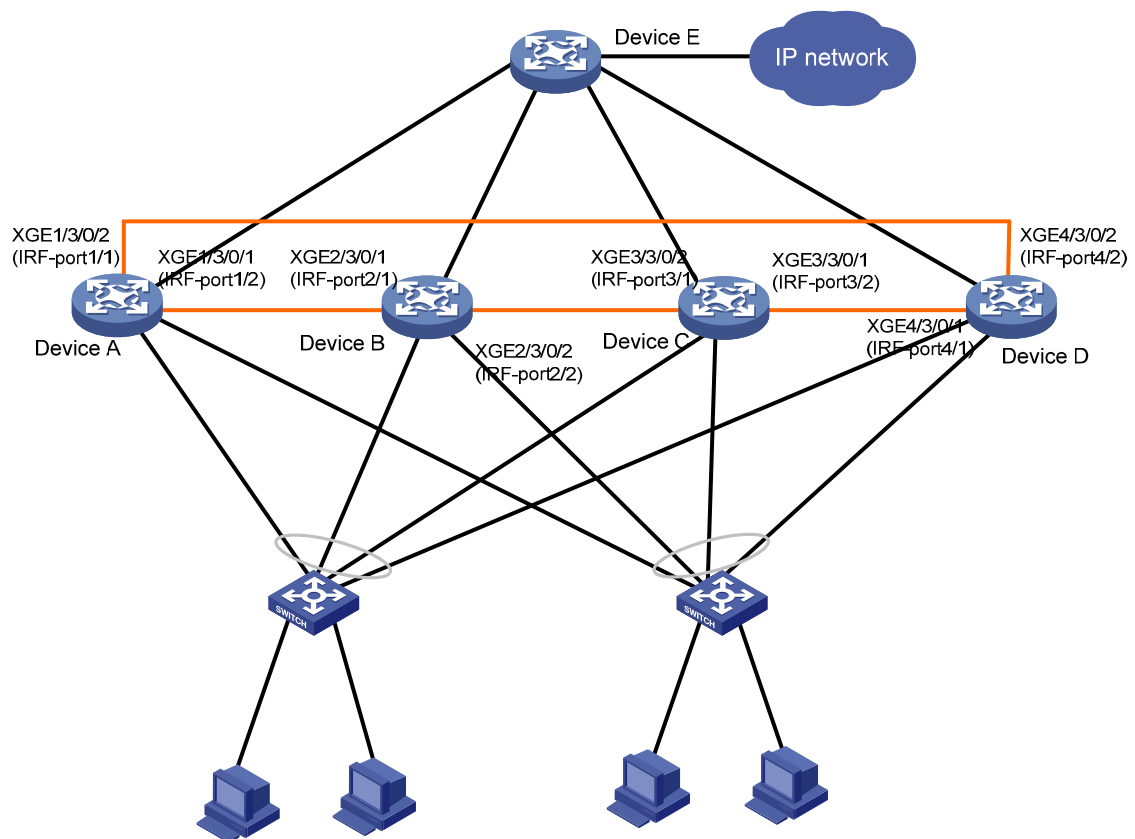 Device E
IP network
XGE1/3/0/2
(IRF-port1/1)
XGE1/3/0/1
(IRF-port1/2)
XGE2/3/0/1
(IRF-port2/1)
XGE3/3/0/2
(IRF-port3/1)
XGE3/3/0/1
(IRF-port3/2)
XGE4/3/0/2
(IRF-port4/2)
Device A
Device B
XGE2/3/0/2
(IRF-port2/2)
Device C
XGE4/3/0/1
(IRF-port4/1)
Device D
SWITCH
SWITCH